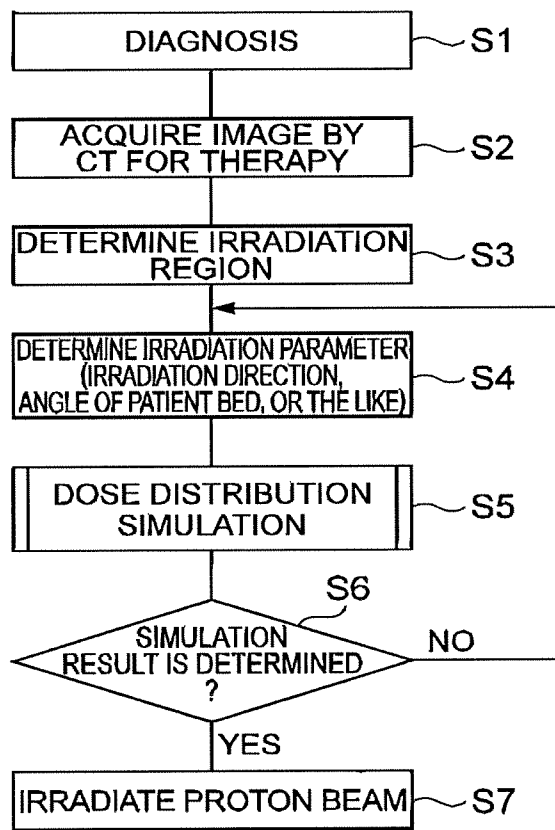 DIAGNOSIS
S1
ACQUIRE IMAGE BY
CT FOR THERAPY
S2
DETERMINE IRRADIATION
REGION
S3
DETERMINE IRRADIATION PARAMETER
(IRRADIATION DIRECTION,
ANGLE OF PATIENT BED, OR THE LIKE)
S4
DOSE DISTRIBUTION
SIMULATION
S5
S6
SIMULATION
RESULT IS DETERMINED
?
NO
YES
IRRADIATE PROTON BEAM
S7